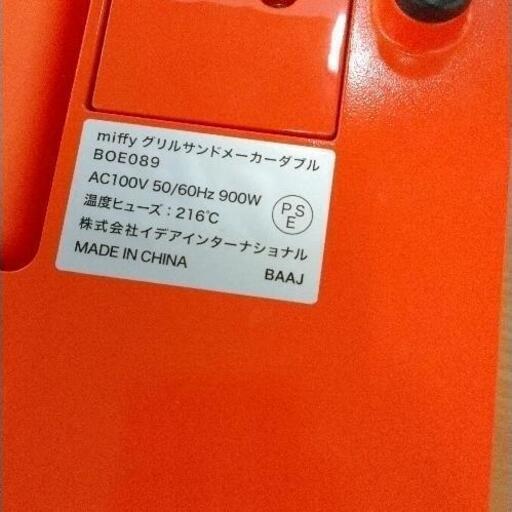 miffy グリルサンドメーカーダブル
BOE089
AC100V 50/60Hz 900W
温度ヒューズ：216℃
PSE
株式会社イデアインターナショナル
MADE IN CHINA
BAAJ